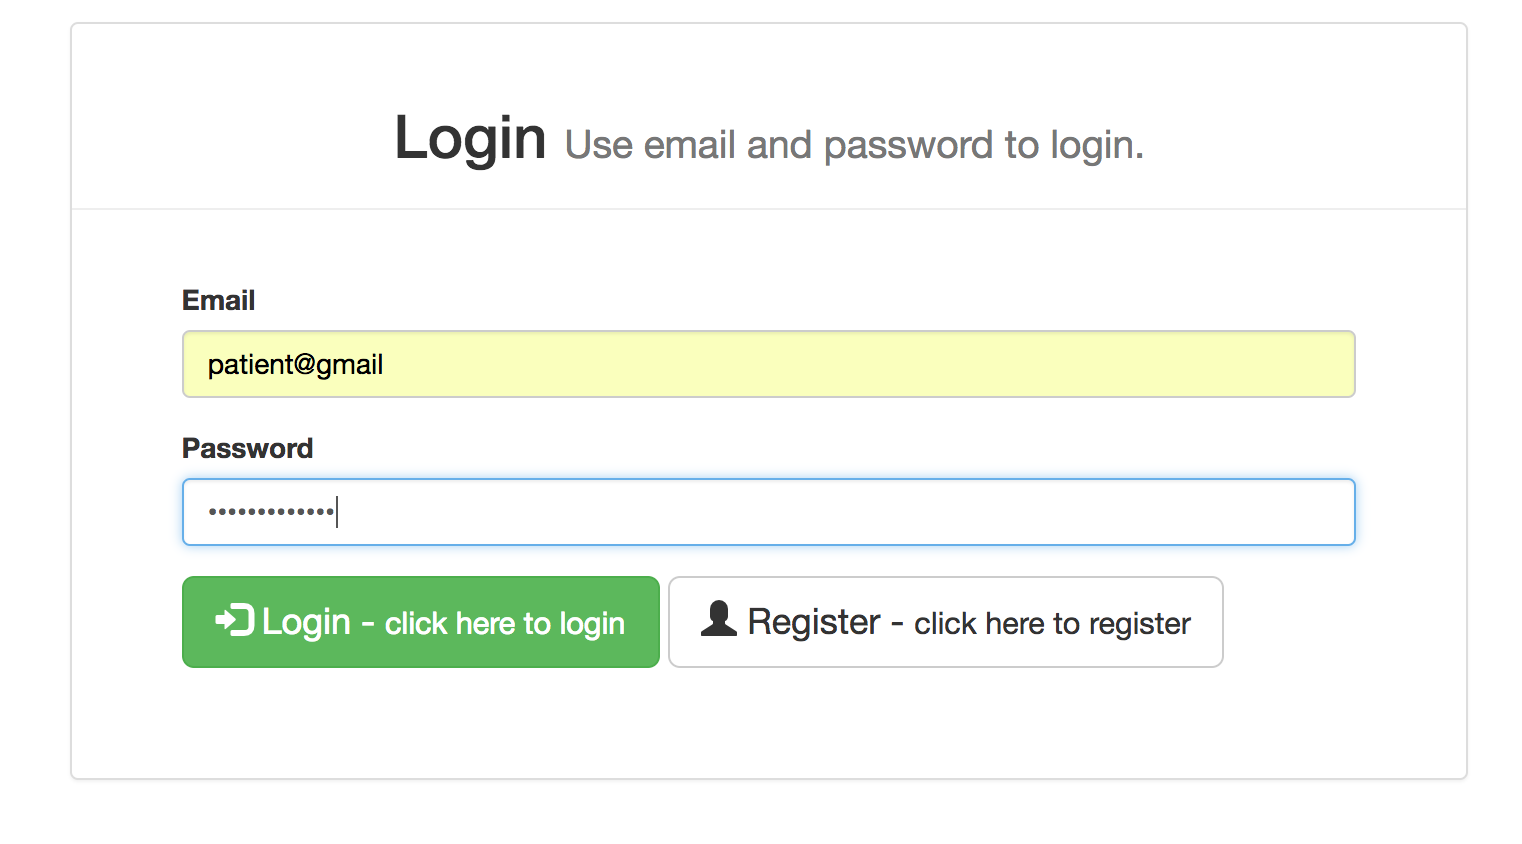 Login Use email and password to login.
Email
patient@gmail
Password
•••••••••••••
Login - click here to login
Register - click here to register